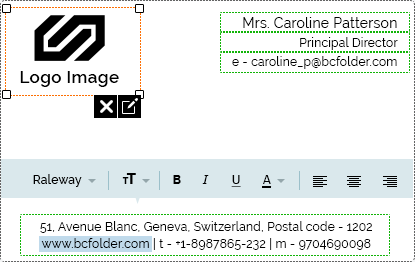 Mrs. Caroline Patterson
Principal Director
e - caroline_p@bcfolder.com
Logo Image
Raleway TT B I U A
51, Avenue Blanc, Geneva, Switzerland, Postal code - 1202
www.bcfolder.com | t - +1-8987865-232 | m - 9704690098